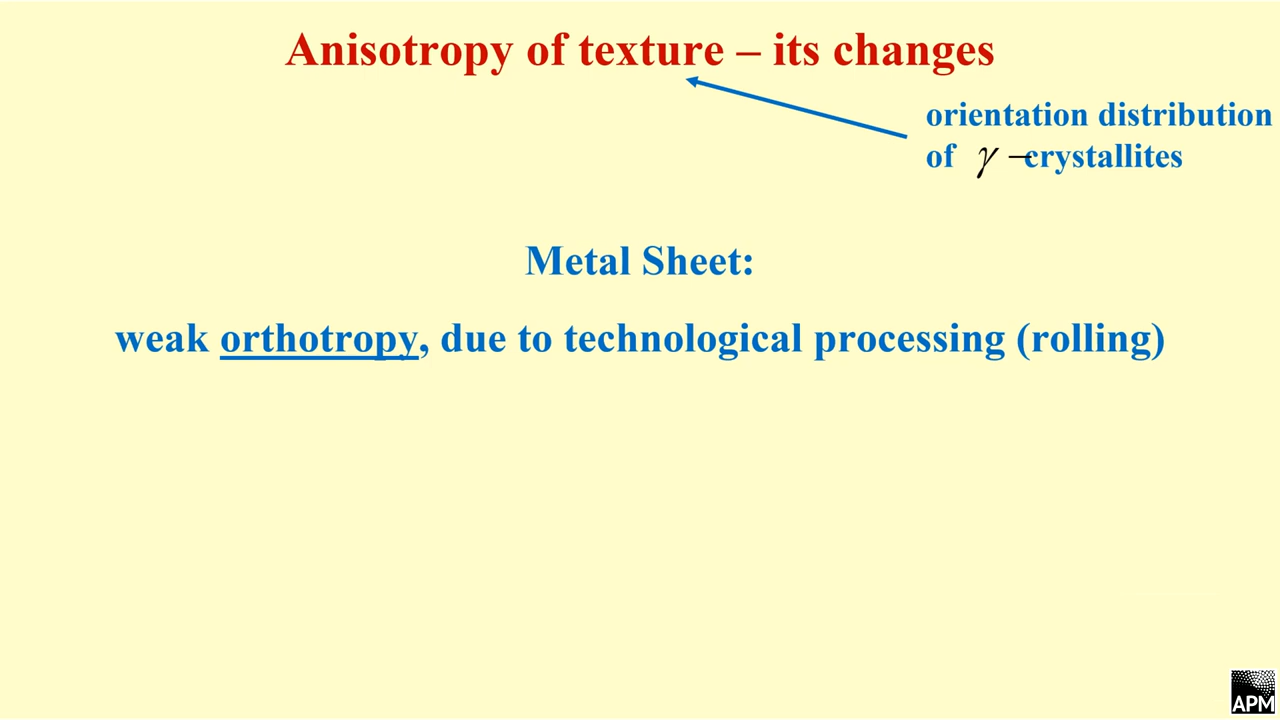 Anisotropy of texture – its changes
orientation distribution
of γ –crystallites
Metal Sheet:
weak orthotropy, due to technological processing (rolling)
APM